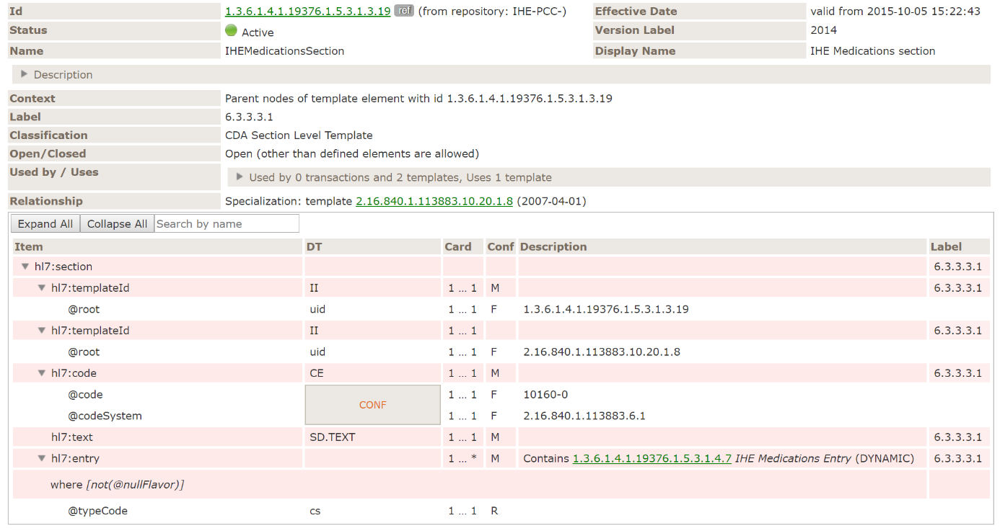 Id 1.3.6.1.4.1.19376.1.5.3.1.3.19 ref (from repository: IHE-PCC-) Effective Date valid from 2015-10-05 15:22:43
Status Active Version Label 2014
Name IHEMedicationsSection Display Name IHE Medications section
Description
Context Parent nodes of template element with id 1.3.6.1.4.1.19376.1.5.3.1.3.19
Label 6.3.3.3.1
Classification CDA Section Level Template
Open/Closed Open (other than defined elements are allowed)
Used by / Uses Used by 0 transactions and 2 templates, Uses 1 template
Relationship Specialization: template 2.16.840.1.113883.10.20.1.8 (2007-04-01)
Expand All Collapse All Search by name
Item DT Card Conf Description Label
hl7:section 6.3.3.3.1
hl7:templateId II 1 … 1 M 6.3.3.3.1
@root uid 1 … 1 F 1.3.6.1.4.1.19376.1.5.3.1.3.19
hl7:templateId II 1 … 1 6.3.3.3.1
@root uid 1 … 1 F 2.16.840.1.113883.10.20.1.8
hl7:code CE 1 … 1 M 6.3.3.3.1
@code CONF 1 … 1 F 10160-0
@codeSystem 1 … 1 F 2.16.840.1.113883.6.1
hl7:text SD.TEXT 1 … 1 M 6.3.3.3.1
hl7:entry 1 … * M Contains 1.3.6.1.4.1.19376.1.5.3.1.4.7 IHE Medications Entry (DYNAMIC) 6.3.3.3.1
where [not(@nullFlavor)]
@typeCode cs 1 … 1 R